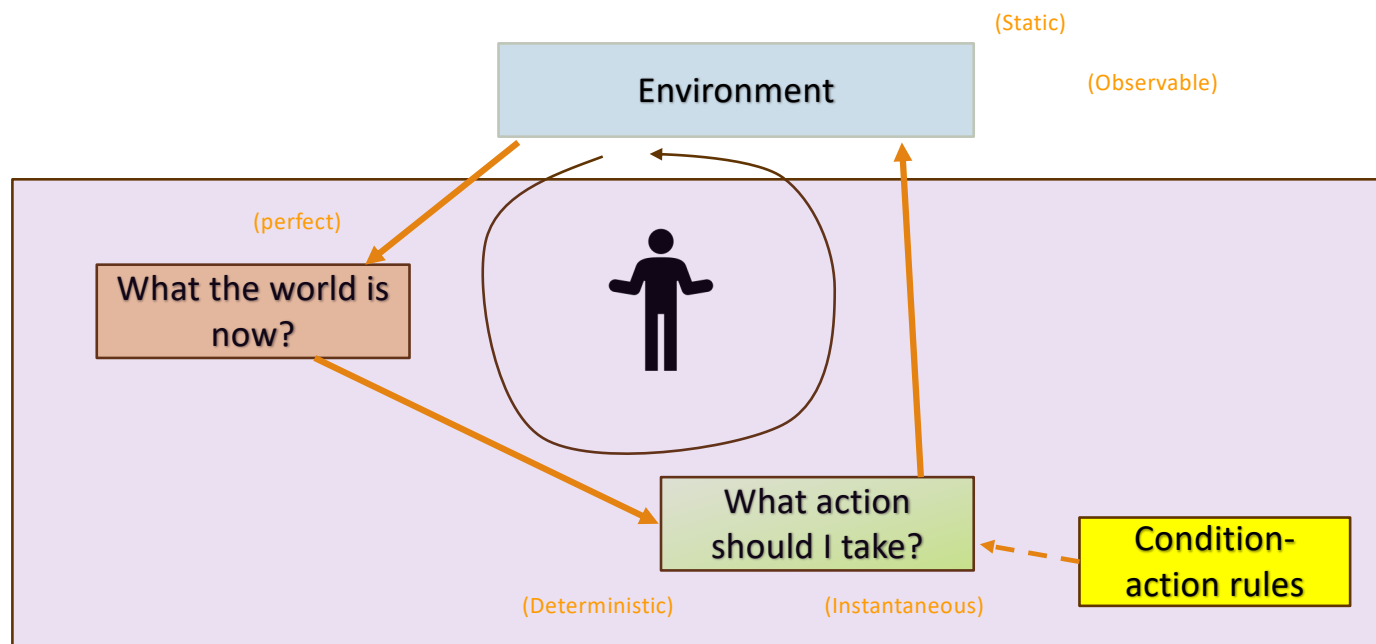 (Static)
Environment
(Observable)
(perfect)
What the world is
now?
What action
should I take?
Condition-
action rules
(Deterministic)
(Instantaneous)